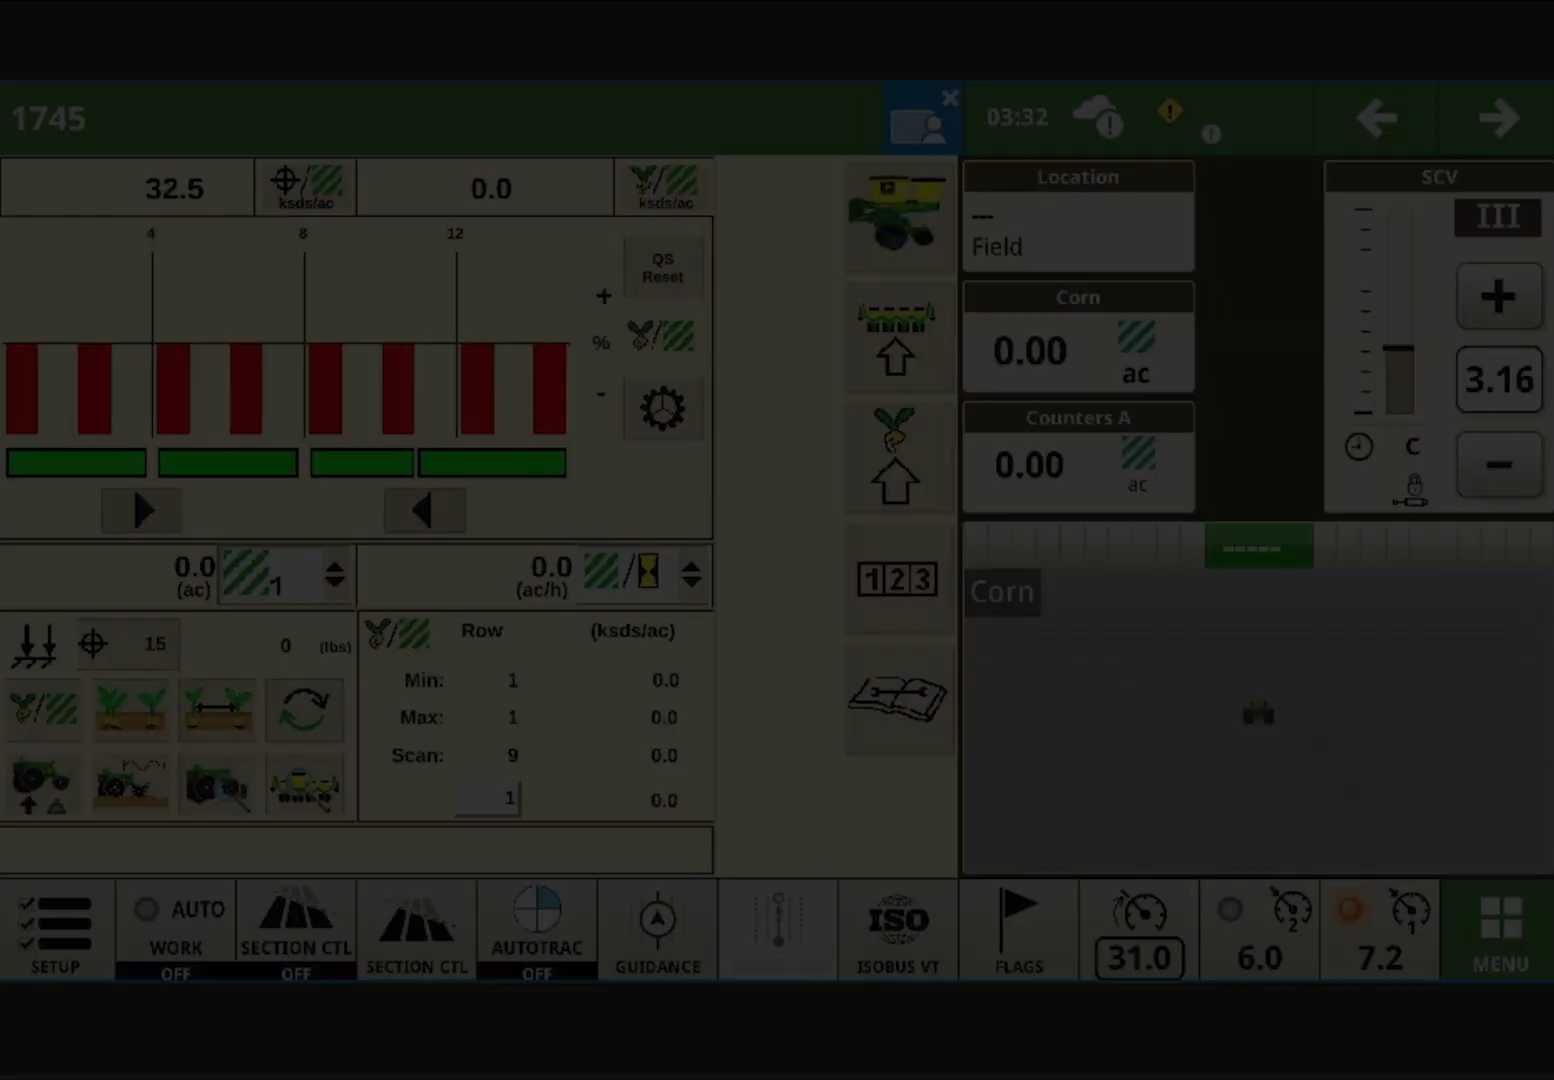 1745
03:32
32.5
ksds/ac
0.0
ksds/ac
4 8 12
QS
Reset
+
%
-
0.0
(ac)
1
0.0
(ac/h)
15
0 (lbs)
Row (ksds/ac)
Min: 1 0.0
Max: 1 0.0
Scan: 9 0.0
1 0.0
123
Location
---
Field
Corn
0.00
ac
Counters A
0.00
ac
SCV
III
+
3.16
C
-
-----
Corn
SETUP
AUTO
WORK
OFF
SECTION CTL
OFF
SECTION CTL
AUTOTRAC
OFF
GUIDANCE
ISO
ISOBUS VT
FLAGS
31.0
2
6.0
1
7.2
MENU